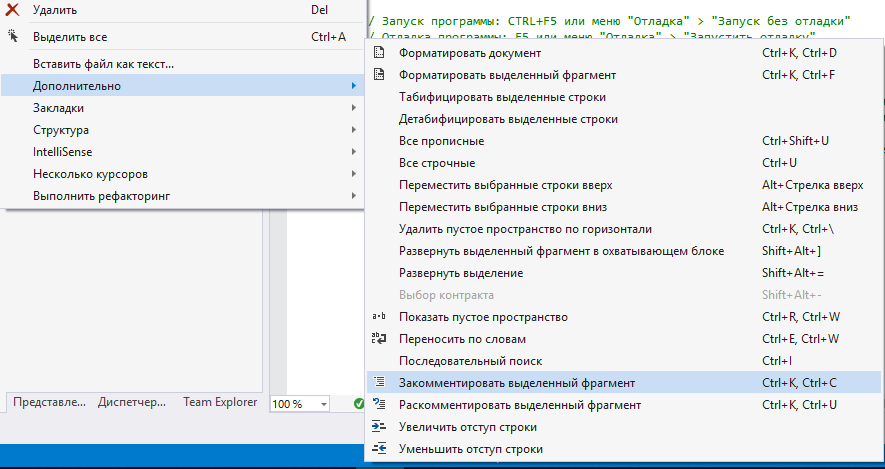 Удалить Del
Выделить все Ctrl+A
Вставить файл как текст...
Дополнительно
Закладки
Структура
IntelliSense
Несколько курсоров
Выполнить рефакторинг
/ Запуск программы: CTRL+F5 или меню "Отладка" > "Запуск без отладки"
/ Отладка программы: F5 или меню "Отладка" > "Запустить отладку"
Форматировать документ Ctrl+K, Ctrl+D
Форматировать выделенный фрагмент Ctrl+K, Ctrl+F
Табифицировать выделенные строки
Детабифицировать выделенные строки
Все прописные Ctrl+Shift+U
Все строчные Ctrl+U
Переместить выбранные строки вверх Alt+Стрелка вверх
Переместить выбранные строки вниз Alt+Стрелка вниз
Удалить пустое пространство по горизонтали Ctrl+K, Ctrl+\
Развернуть выделенный фрагмент в охватывающем блоке Shift+Alt+]
Развернуть выделение Shift+Alt+=
Выбор контракта Shift+Alt+-
Показать пустое пространство Ctrl+R, Ctrl+W
Переносить по словам Ctrl+E, Ctrl+W
Последовательный поиск Ctrl+I
Закомментировать выделенный фрагмент Ctrl+K, Ctrl+C
Раскомментировать выделенный фрагмент Ctrl+K, Ctrl+U
Увеличить отступ строки
Уменьшить отступ строки
Представле... Диспетчер... Team Explorer 100 %